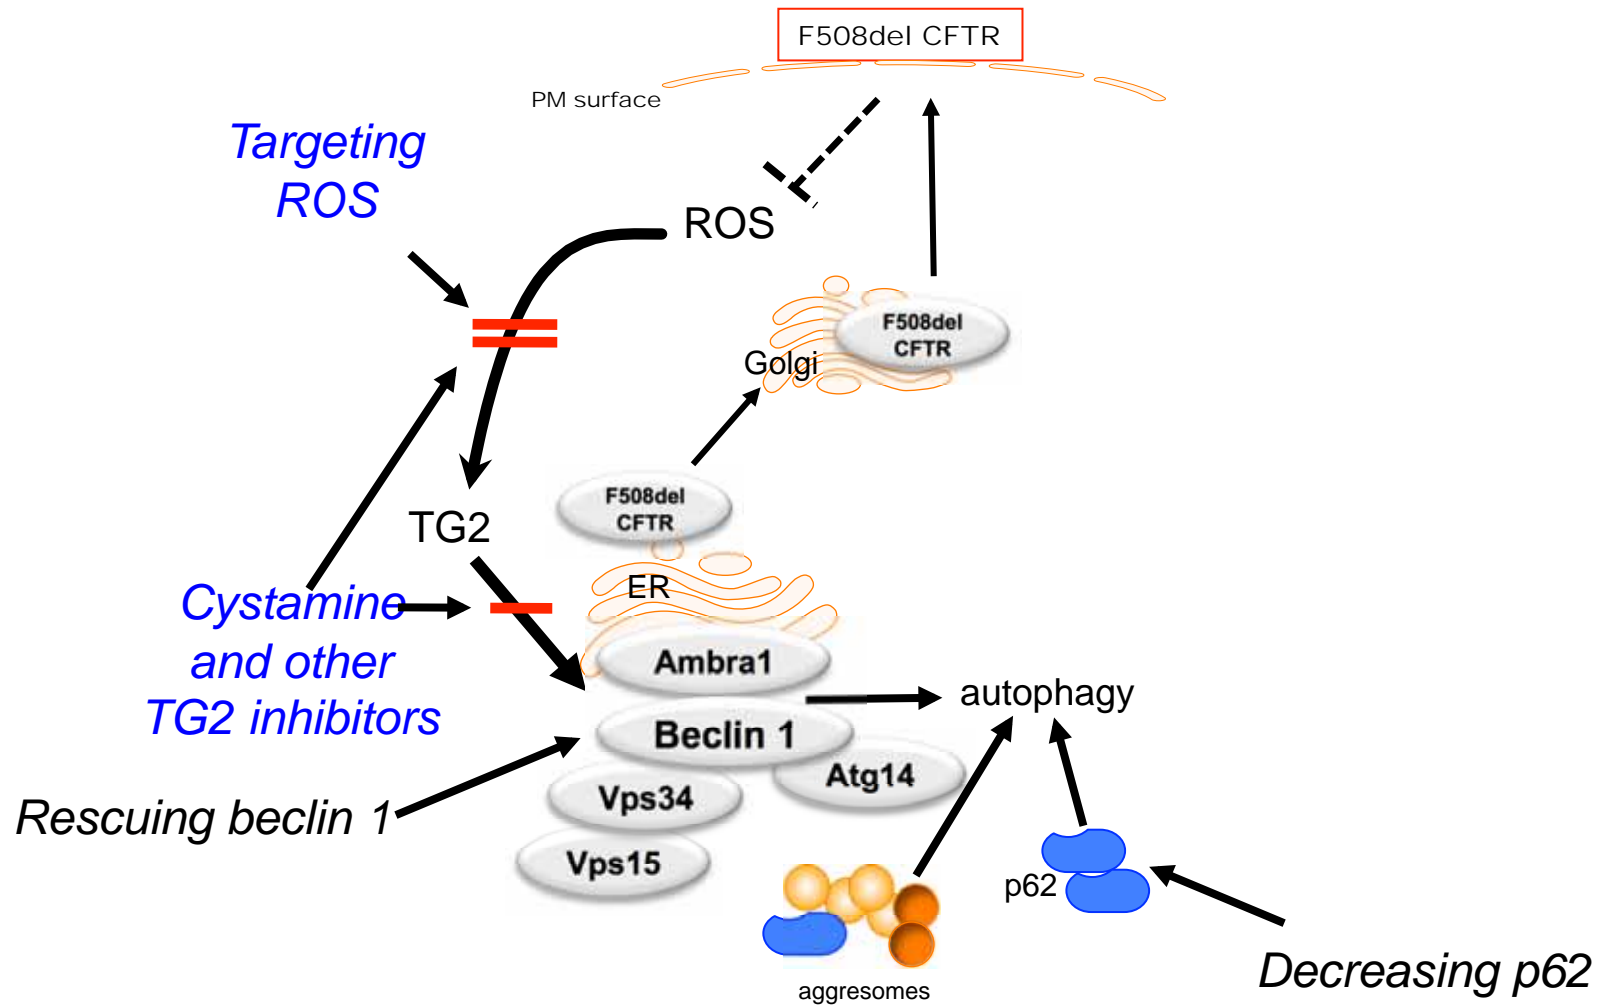 F508del CFTR
PM surface
Targeting
ROS
ROS
F508del
CFTR
Golgi
F508del
CFTR
TG2
ER
Cystamine
and other
TG2 inhibitors
Ambra1
autophagy
Beclin 1
Atg14
Vps34
Rescuing beclin 1
Vps15
p62
Decreasing p62
aggresomes